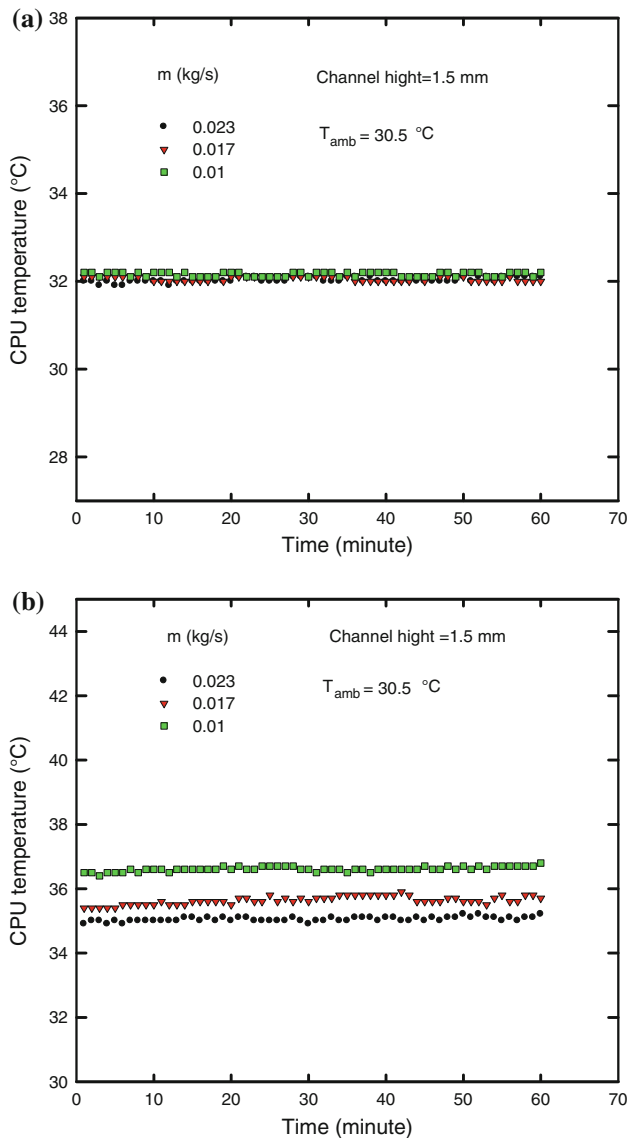 (a)
38
36
34
32
30
28
CPU temperature (°C)
m (kg/s)
0.023
0.017
0.01
Channel hight=1.5 mm
Tamb = 30.5 °C
0 10 20 30 40 50 60 70
Time (minute)
(b)
44
42
40
38
36
34
32
30
CPU temperature (°C)
m (kg/s)
0.023
0.017
0.01
Channel hight =1.5 mm
Tamb = 30.5 °C
0 10 20 30 40 50 60 70
Time (minute)